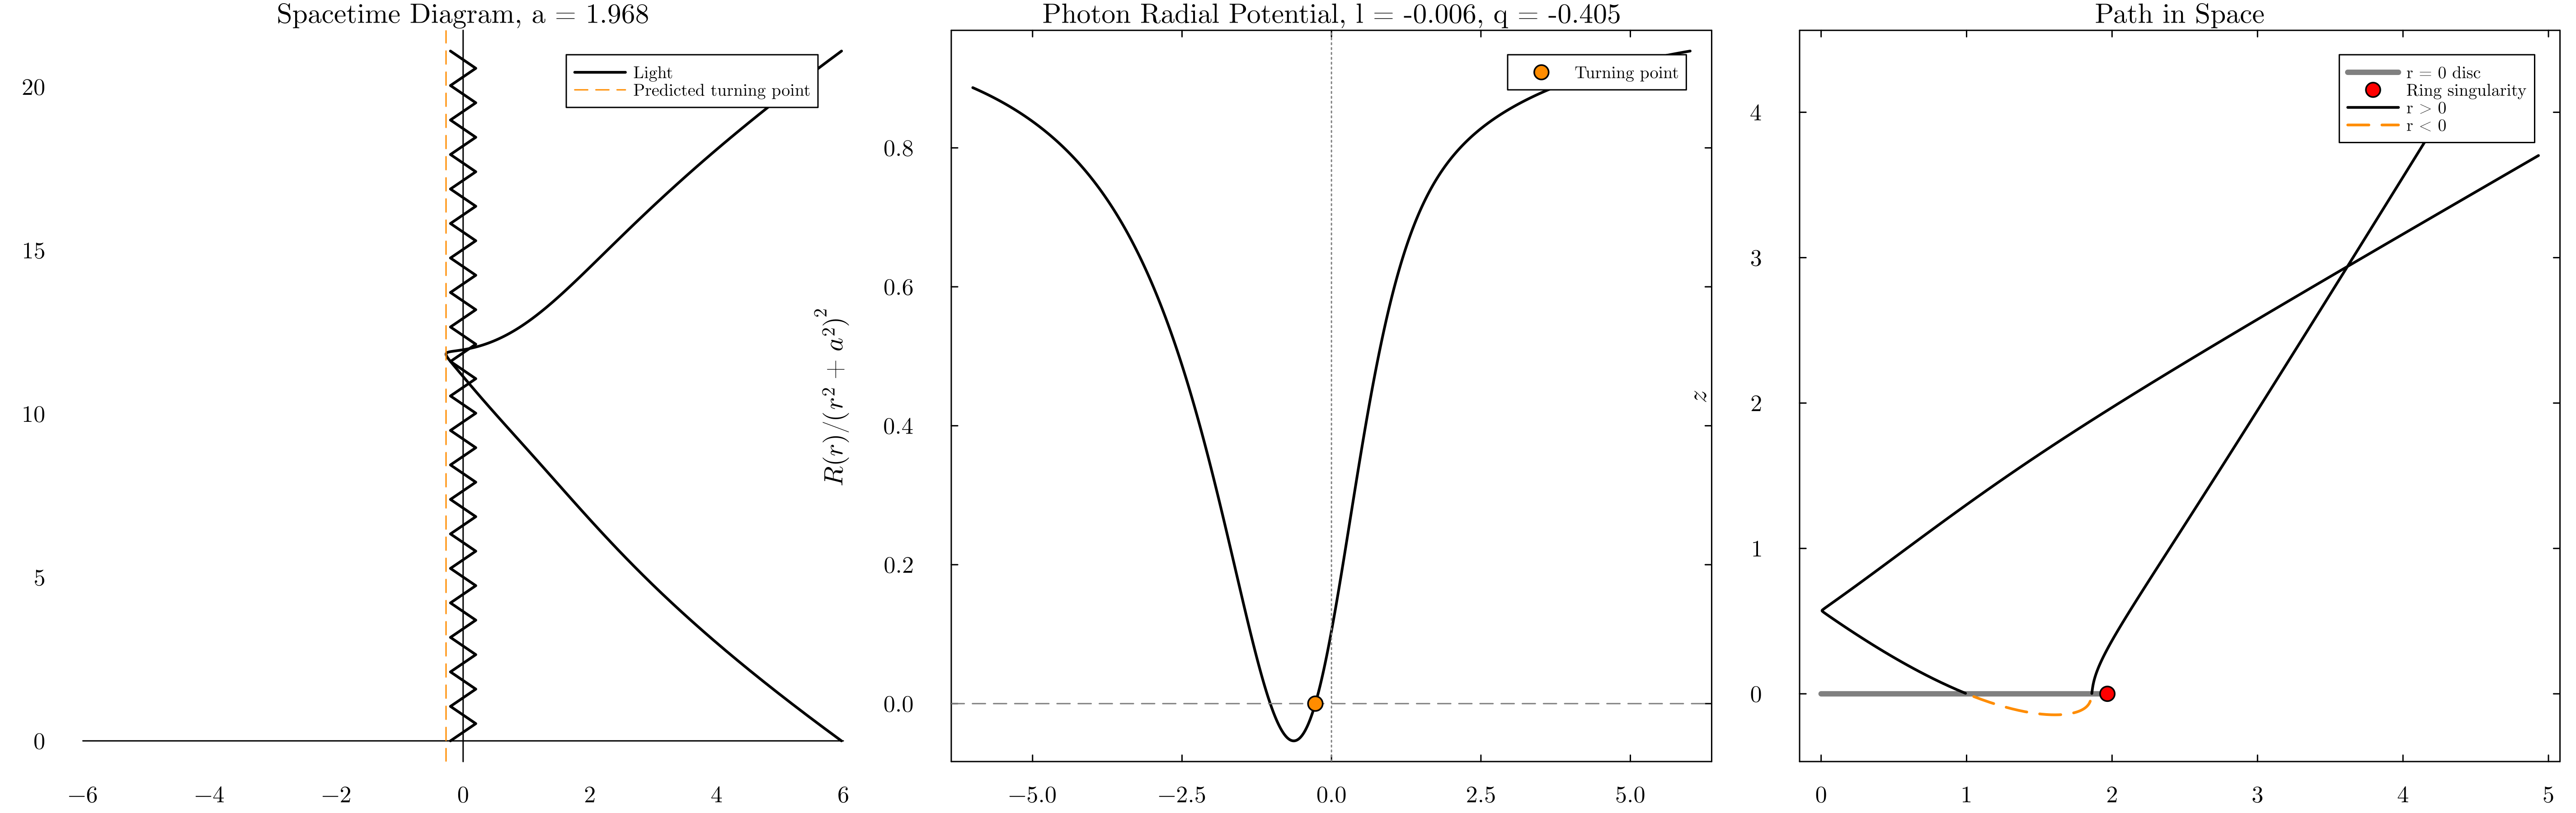 Spacetime Diagram, a = 1.968
Light
Predicted turning point
20
15
10
5
0
−6
−4
−2
0
2
4
6
Photon Radial Potential, l = -0.006, q = -0.405
Turning point
R(r)/(r² + a²)²
0.8
0.6
0.4
0.2
0.0
−5.0
−2.5
0.0
2.5
5.0
Path in Space
r = 0 disc
Ring singularity
r > 0
r < 0
z
4
3
2
1
0
0
1
2
3
4
5